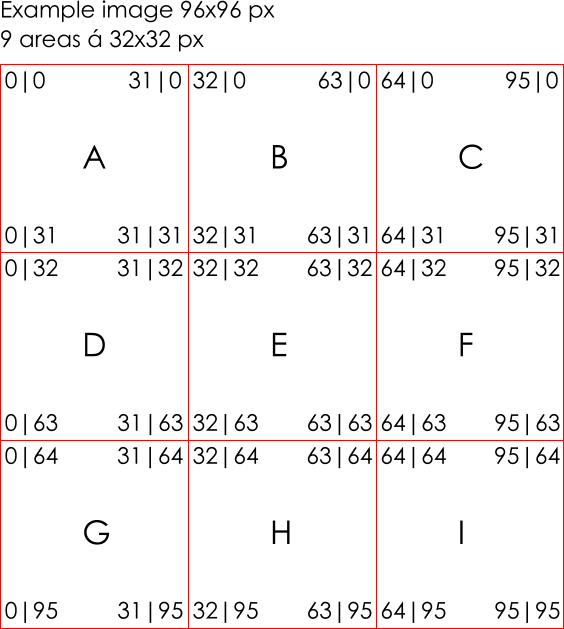 Example image 96x96 px
9 areas á 32x32 px
0|0 31|0 32|0 63|0 64|0 95|0
A B C
0|31 31|31 32|31 63|31 64|31 95|31
0|32 31|32 32|32 63|32 64|32 95|32
D E F
0|63 31|63 32|63 63|63 64|63 95|63
0|64 31|64 32|64 63|64 64|64 95|64
G H I
0|95 31|95 32|95 63|95 64|95 95|95